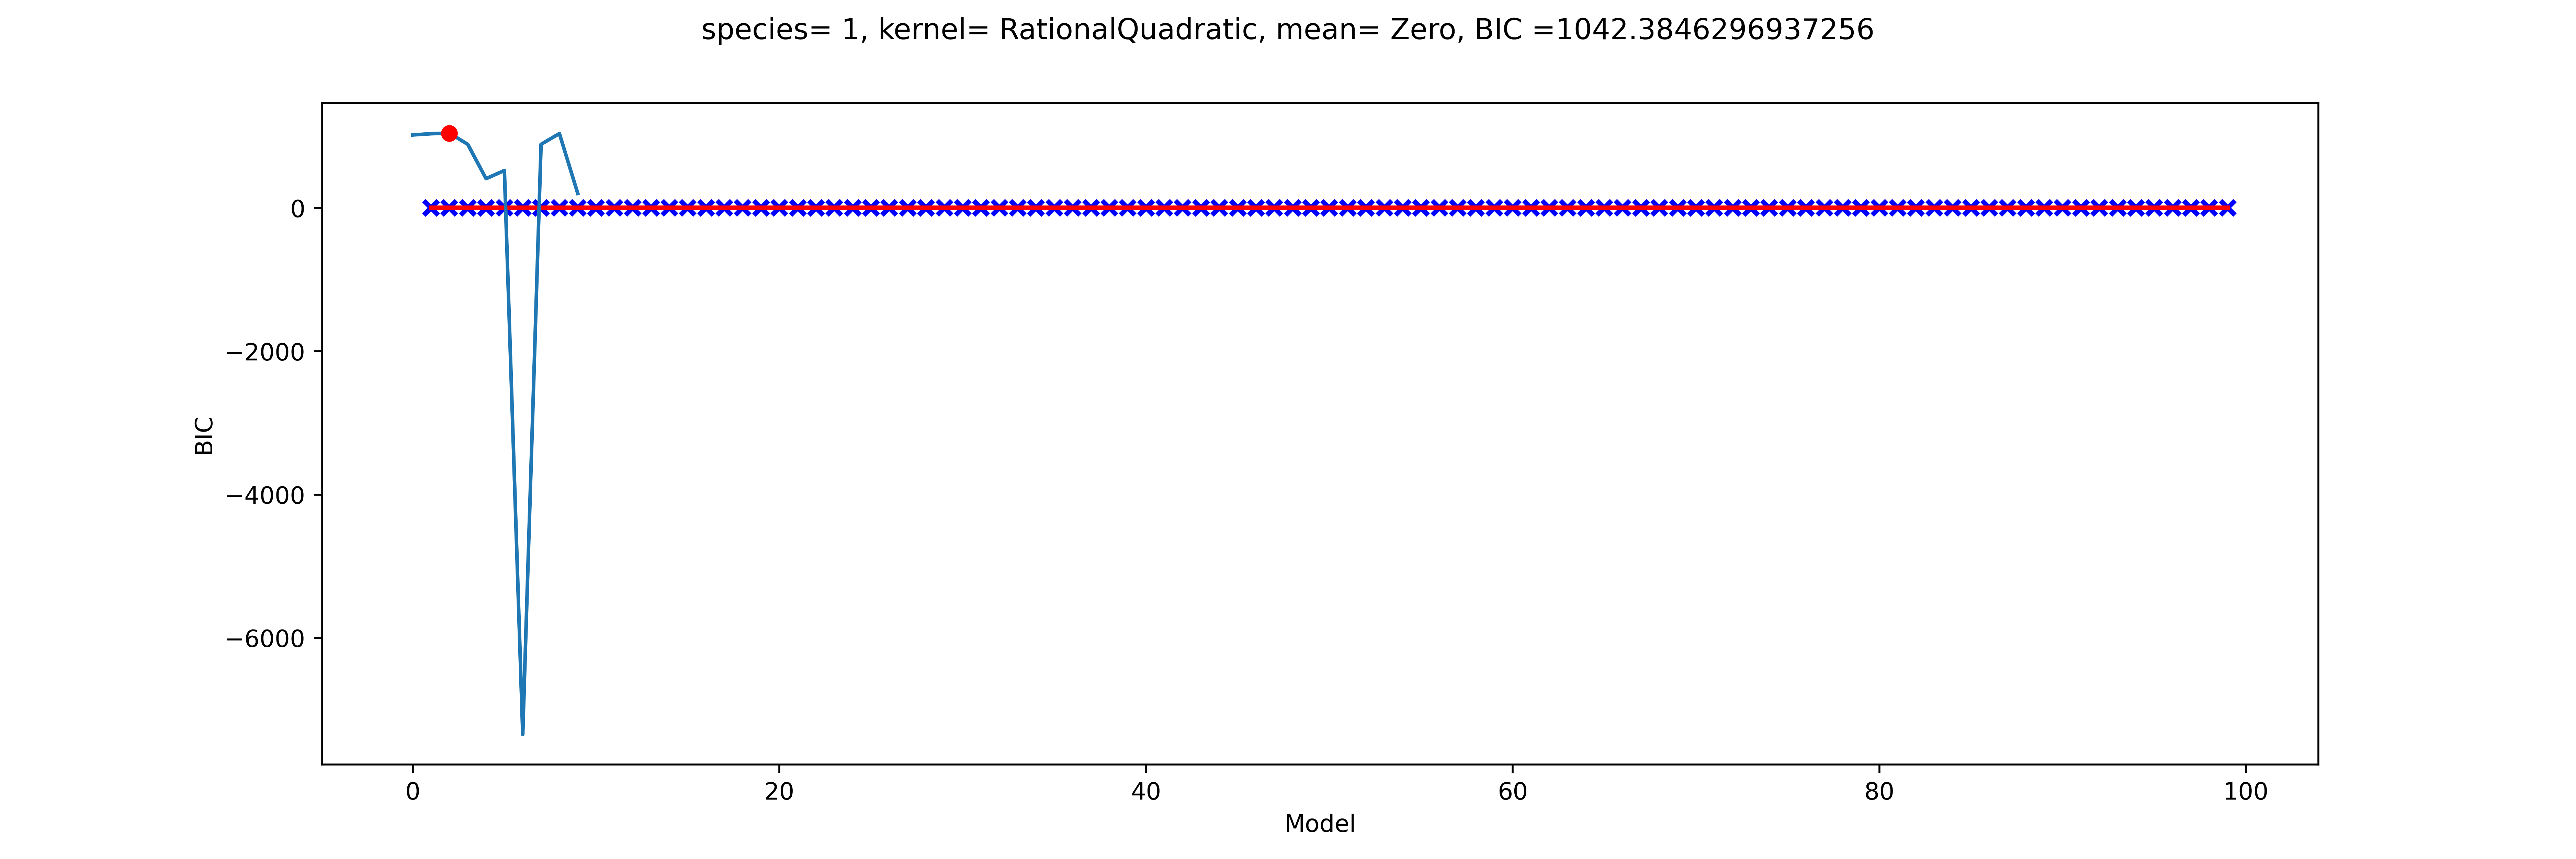 species= 1, kernel= RationalQuadratic, mean= Zero, BIC =1042.3846296937256
0
−2000
−4000
−6000
BIC
0 20 40 60 80 100
Model